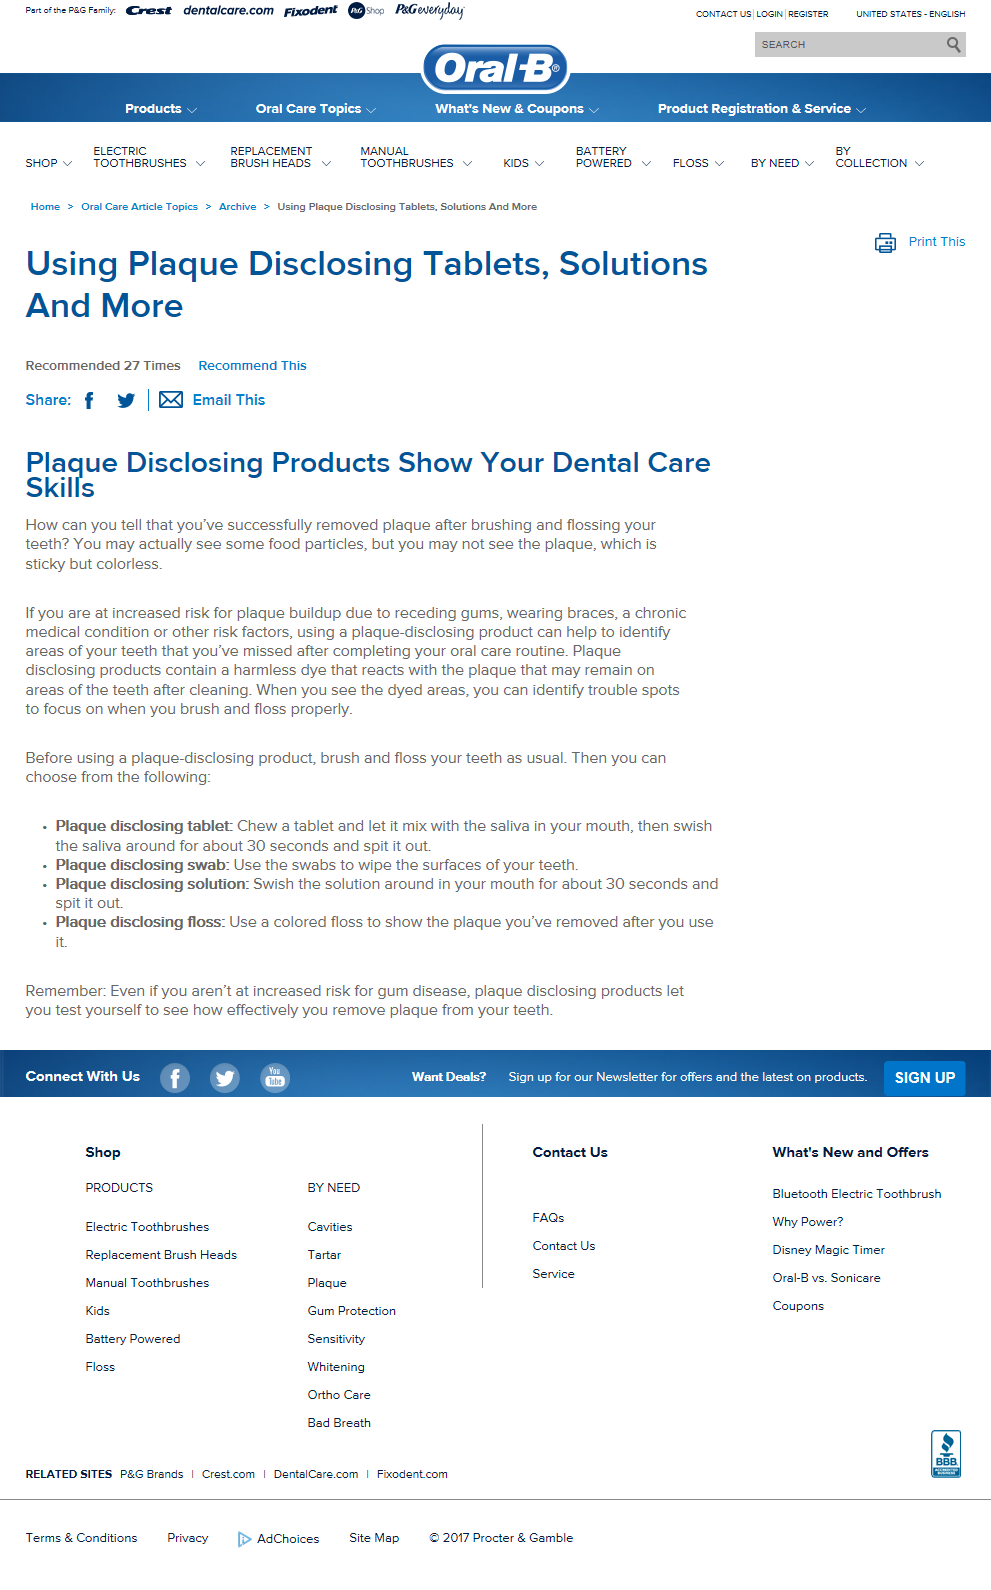 Part of the P&G Family: Crest dentalcare.com Fixodent P&G Shop P&Geveryday
CONTACT US | LOGIN | REGISTER UNITED STATES - ENGLISH
SEARCH
Oral-B®
Products Oral Care Topics What's New & Coupons Product Registration & Service
SHOP ELECTRIC TOOTHBRUSHES REPLACEMENT BRUSH HEADS MANUAL TOOTHBRUSHES KIDS BATTERY POWERED FLOSS BY NEED BY COLLECTION
Home > Oral Care Article Topics > Archive > Using Plaque Disclosing Tablets, Solutions And More
Print This
Using Plaque Disclosing Tablets, Solutions
And More
Recommended 27 Times Recommend This
Share: Email This
Plaque Disclosing Products Show Your Dental Care
Skills
How can you tell that you’ve successfully removed plaque after brushing and flossing your
teeth? You may actually see some food particles, but you may not see the plaque, which is
sticky but colorless.
If you are at increased risk for plaque buildup due to receding gums, wearing braces, a chronic
medical condition or other risk factors, using a plaque-disclosing product can help to identify
areas of your teeth that you’ve missed after completing your oral care routine. Plaque
disclosing products contain a harmless dye that reacts with the plaque that may remain on
areas of the teeth after cleaning. When you see the dyed areas, you can identify trouble spots
to focus on when you brush and floss properly.
Before using a plaque-disclosing product, brush and floss your teeth as usual. Then you can
choose from the following:
• Plaque disclosing tablet: Chew a tablet and let it mix with the saliva in your mouth, then swish
the saliva around for about 30 seconds and spit it out.
• Plaque disclosing swab: Use the swabs to wipe the surfaces of your teeth.
• Plaque disclosing solution: Swish the solution around in your mouth for about 30 seconds and
spit it out.
• Plaque disclosing floss: Use a colored floss to show the plaque you’ve removed after you use
it.
Remember: Even if you aren’t at increased risk for gum disease, plaque disclosing products let
you test yourself to see how effectively you remove plaque from your teeth.
Connect With Us You Tube Want Deals? Sign up for our Newsletter for offers and the latest on products. SIGN UP
Shop
PRODUCTS
Electric Toothbrushes
Replacement Brush Heads
Manual Toothbrushes
Kids
Battery Powered
Floss
BY NEED
Cavities
Tartar
Plaque
Gum Protection
Sensitivity
Whitening
Ortho Care
Bad Breath
Contact Us
FAQs
Contact Us
Service
What's New and Offers
Bluetooth Electric Toothbrush
Why Power?
Disney Magic Timer
Oral-B vs. Sonicare
Coupons
BBB.
ACCREDITED
BUSINESS
RELATED SITES P&G Brands | Crest.com | DentalCare.com | Fixodent.com
Terms & Conditions Privacy AdChoices Site Map © 2017 Procter & Gamble